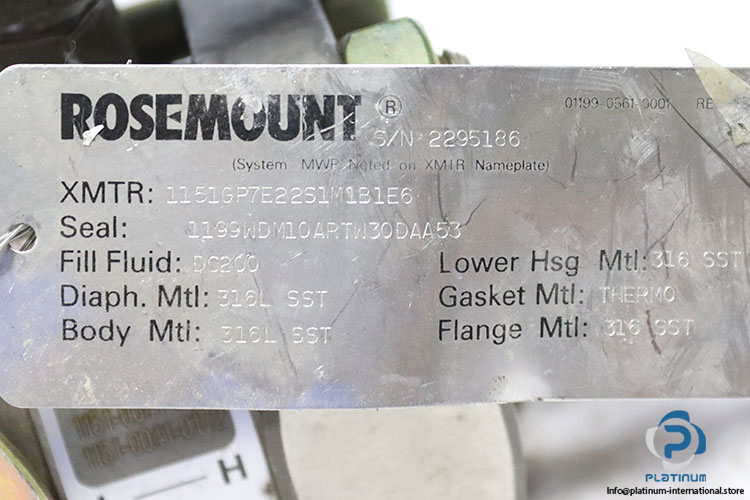 ROSEMOUNT ®
S/N 2295186
01199-0561-0001 RE
(System MWP Noted on XMTR Nameplate)
XMTR: 1151GP7E22S1M1B1E6
Seal: 1199WDM10ARTW30DAA53
Fill Fluid: DC200
Lower Hsg Mtl: 316 SST
Diaph. Mtl: 316L SST
Gasket Mtl: THERMO
Body Mtl: 316L SST
Flange Mtl: 316 SST
H
PLATINUM
Info@platinum-international.store